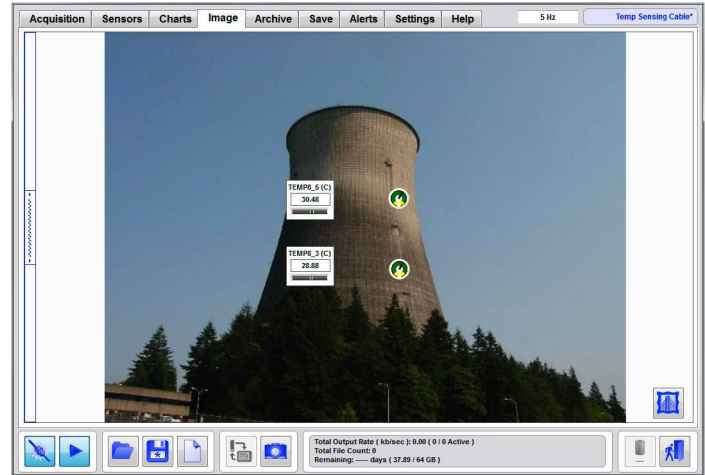 Acquisition Sensors Charts Image Archive Save Alerts Settings Help 5 Hz Temp Sensing Cable*
TEMP8_5 (C)
30.48
TEMP8_3 (C)
28.88
Total Output Rate ( kb/sec ): 0.00 ( 0 / 0 Active )
Total File Count: 0
Remaining: ---- days ( 37.89 / 64 GB )